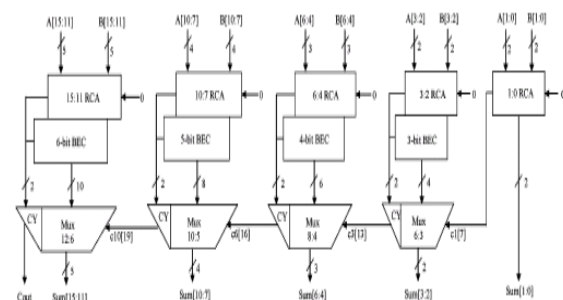 A[15:11] B[15:11] A[10:7] B[10:7] A[6:4] B[6:4] A[3:2] B[3:2] A[1:0] B[1:0]
5 5 4 4 3 3 2 2 2 2
15:11 RCA 0 10:7 RCA 0 6:4 RCA 0 3:2 RCA 0 1:0 RCA
6-bit BEC 5-bit BEC 4-bit BEC 3-bit BEC
2 10 2 8 2 6 2 4 2
CY Mux 12:6 c10[19] CY Mux 10:5 c6[16] CY Mux 8:4 c3[13] CY Mux 6:3 c1[7]
5 4 3 2
Cout Sum[15:11] Sum[10:7] Sum[6:4] Sum[3:2] Sum[1:0]